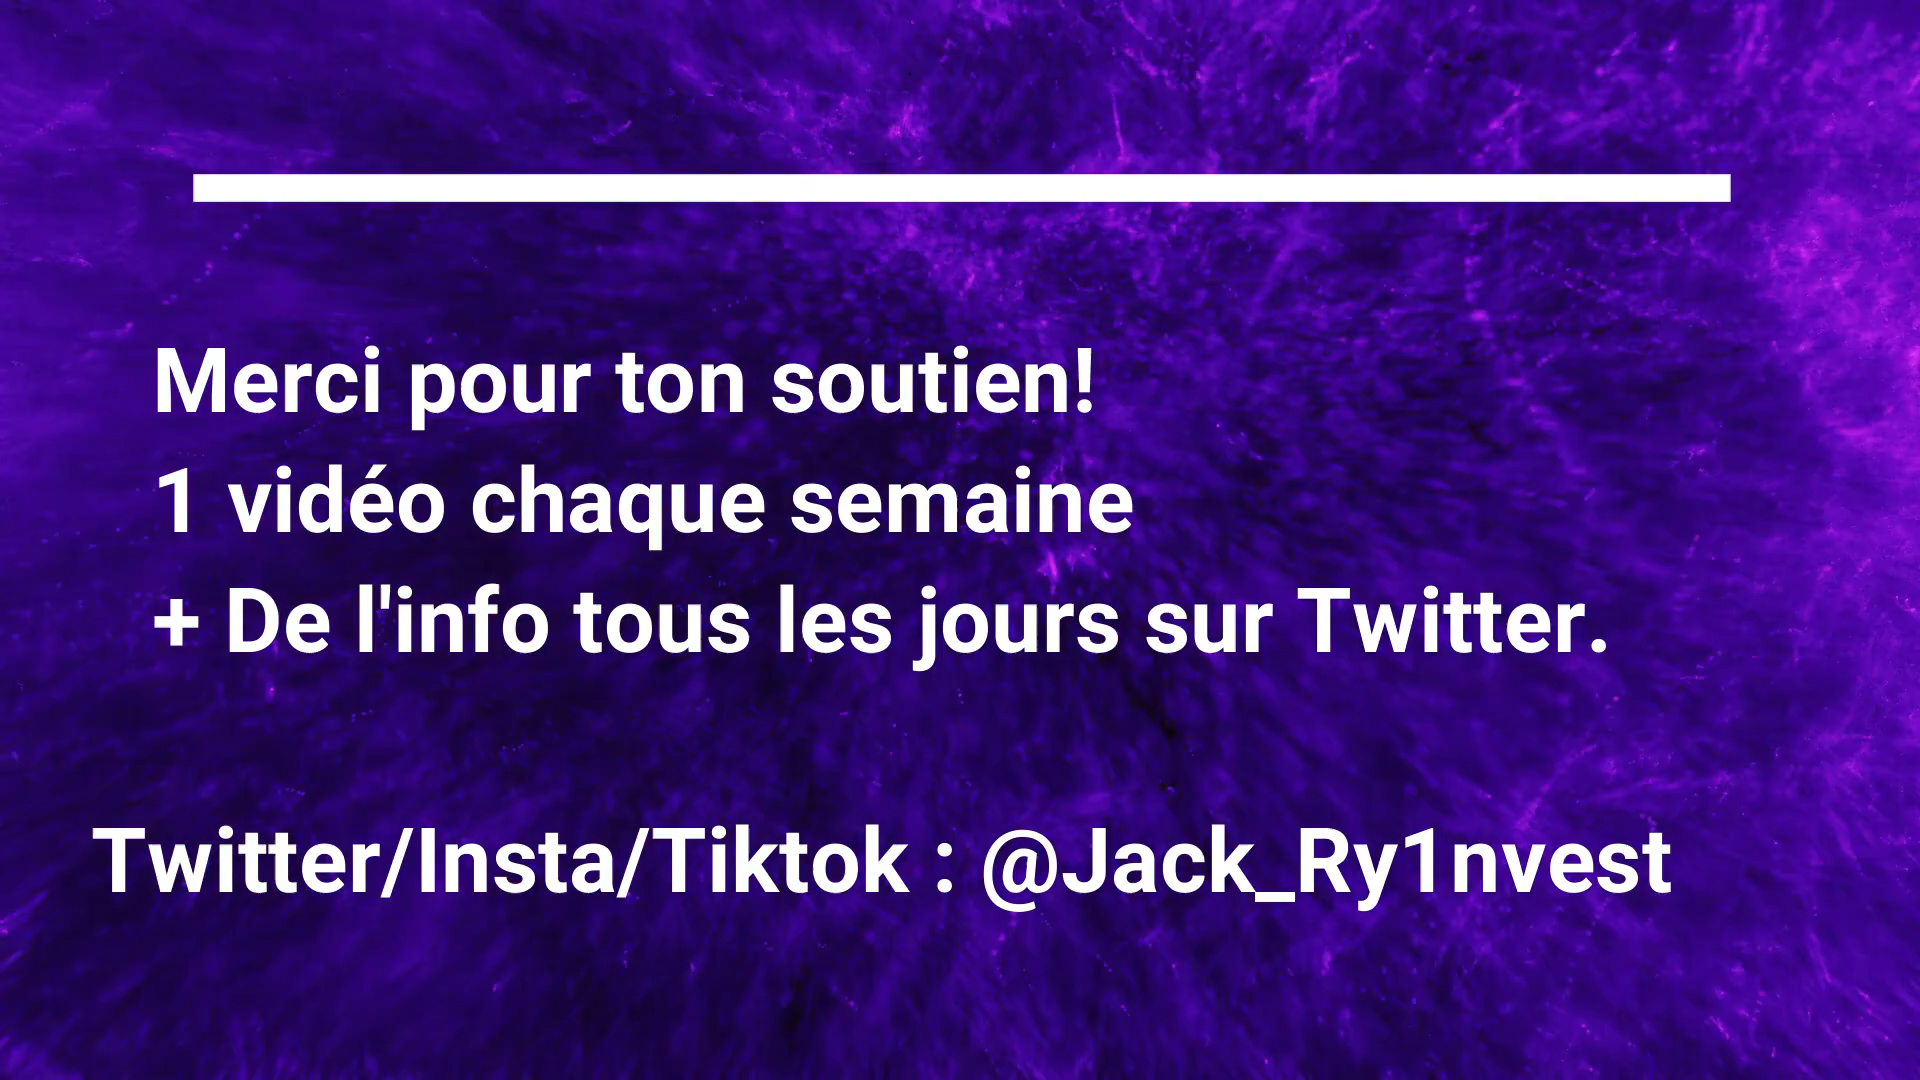 Merci pour ton soutien!
1 vidéo chaque semaine
+ De l'info tous les jours sur Twitter.
Twitter/Insta/Tiktok : @Jack_Ry1nvest